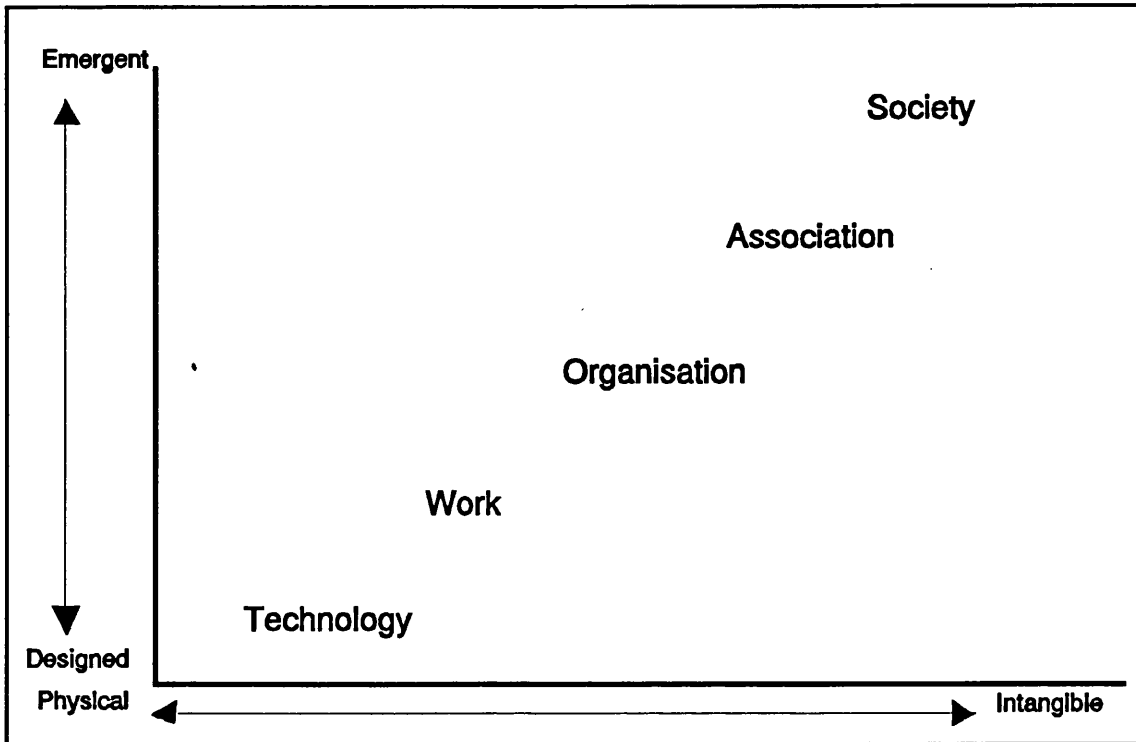 Emergent
Society
Association
Organisation
Work
Technology
Designed
Physical
Intangible